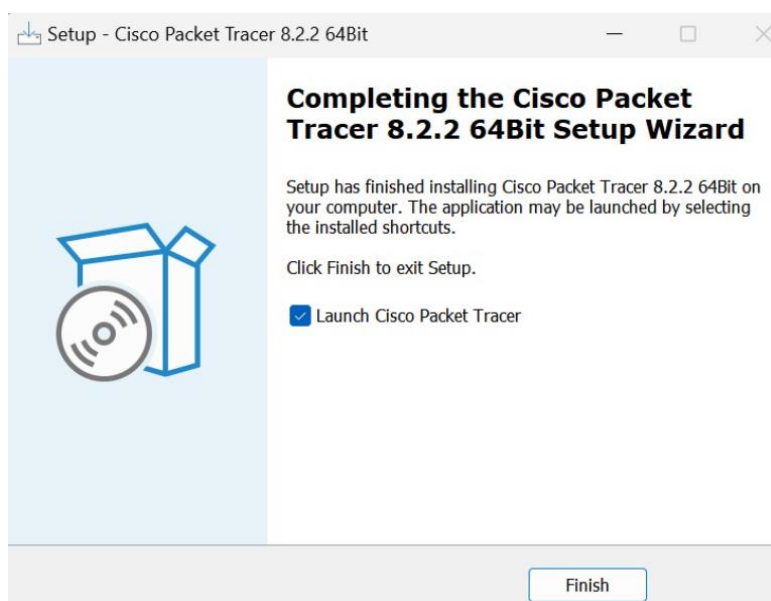 Setup - Cisco Packet Tracer 8.2.2 64Bit
Completing the Cisco Packet
Tracer 8.2.2 64Bit Setup Wizard
Setup has finished installing Cisco Packet Tracer 8.2.2 64Bit on
your computer. The application may be launched by selecting
the installed shortcuts.
Click Finish to exit Setup.
Launch Cisco Packet Tracer
Finish